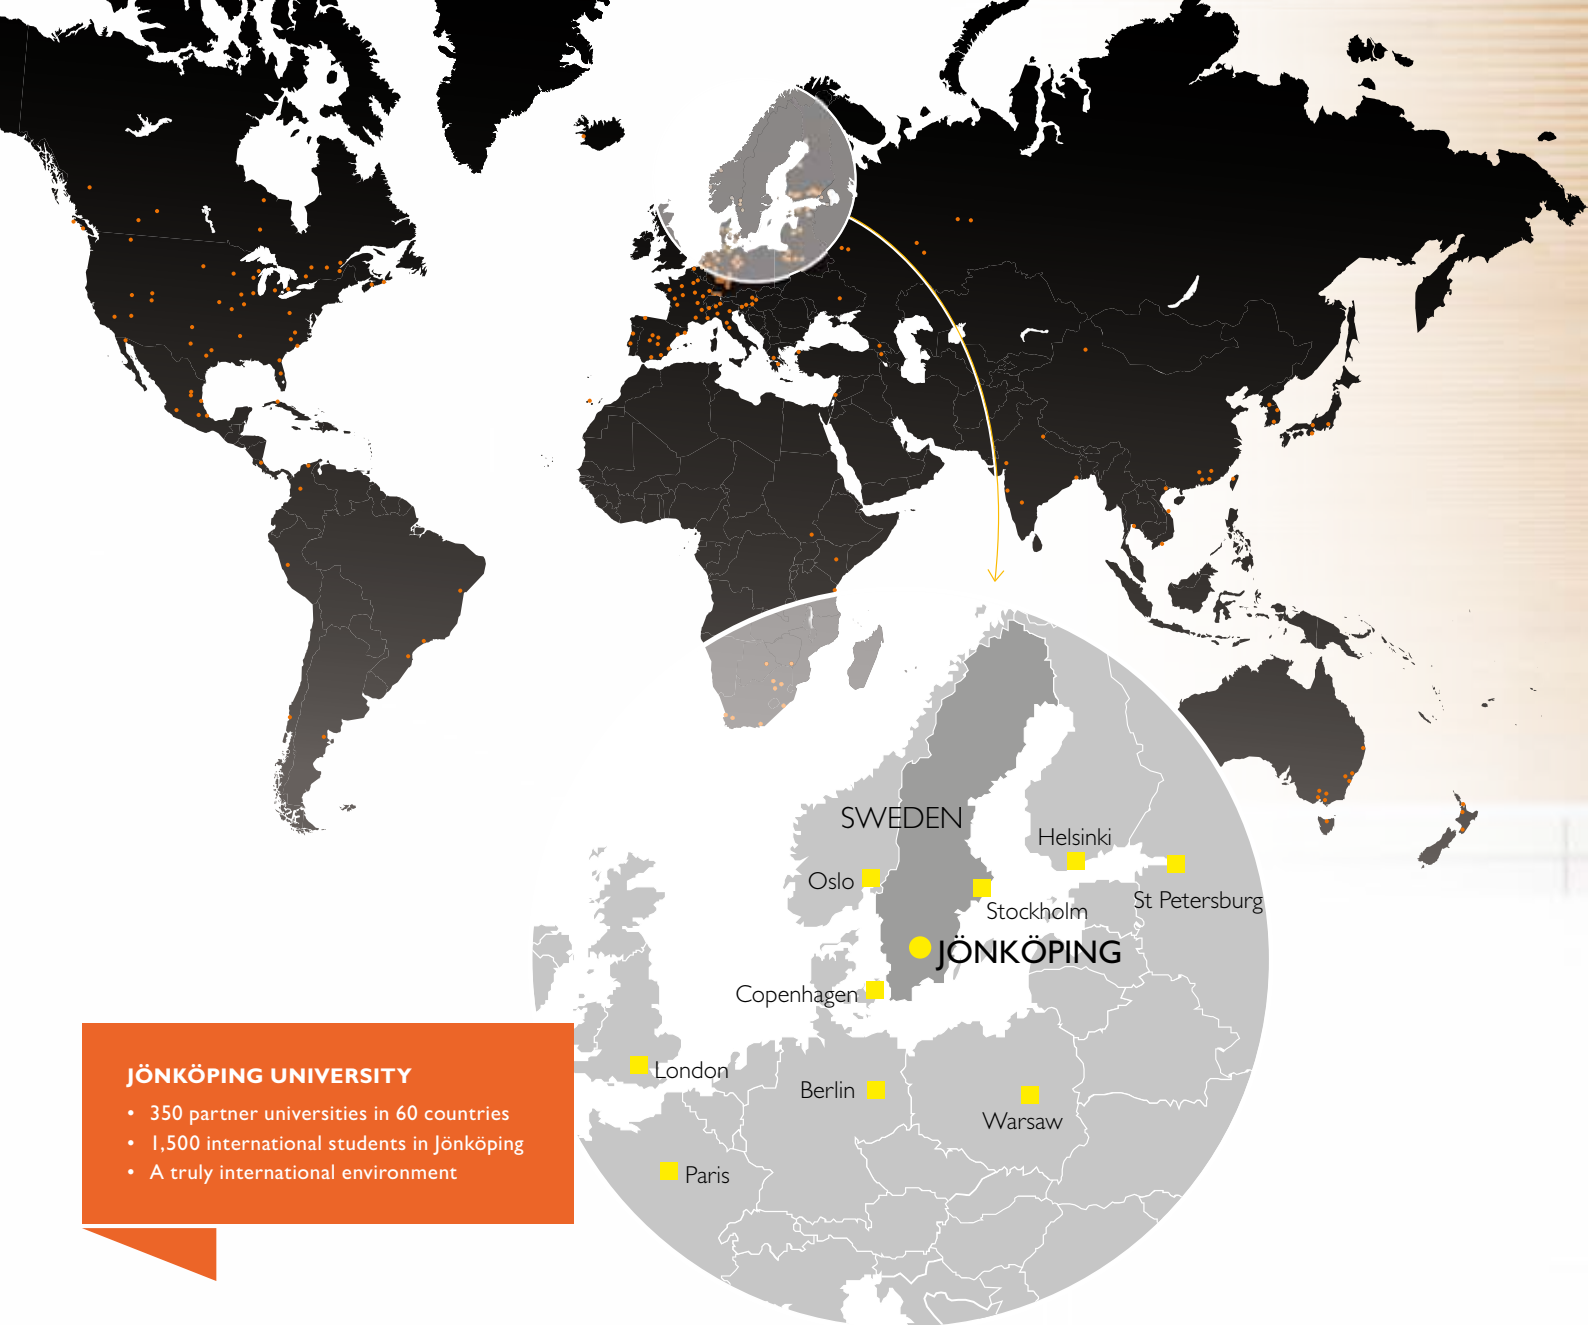 SWEDEN
Helsinki
Oslo
St Petersburg
Stockholm
JÖNKÖPING
Copenhagen
London
Berlin
Warsaw
Paris
JÖNKÖPING UNIVERSITY
• 350 partner universities in 60 countries
• 1,500 international students in Jönköping
• A truly international environment